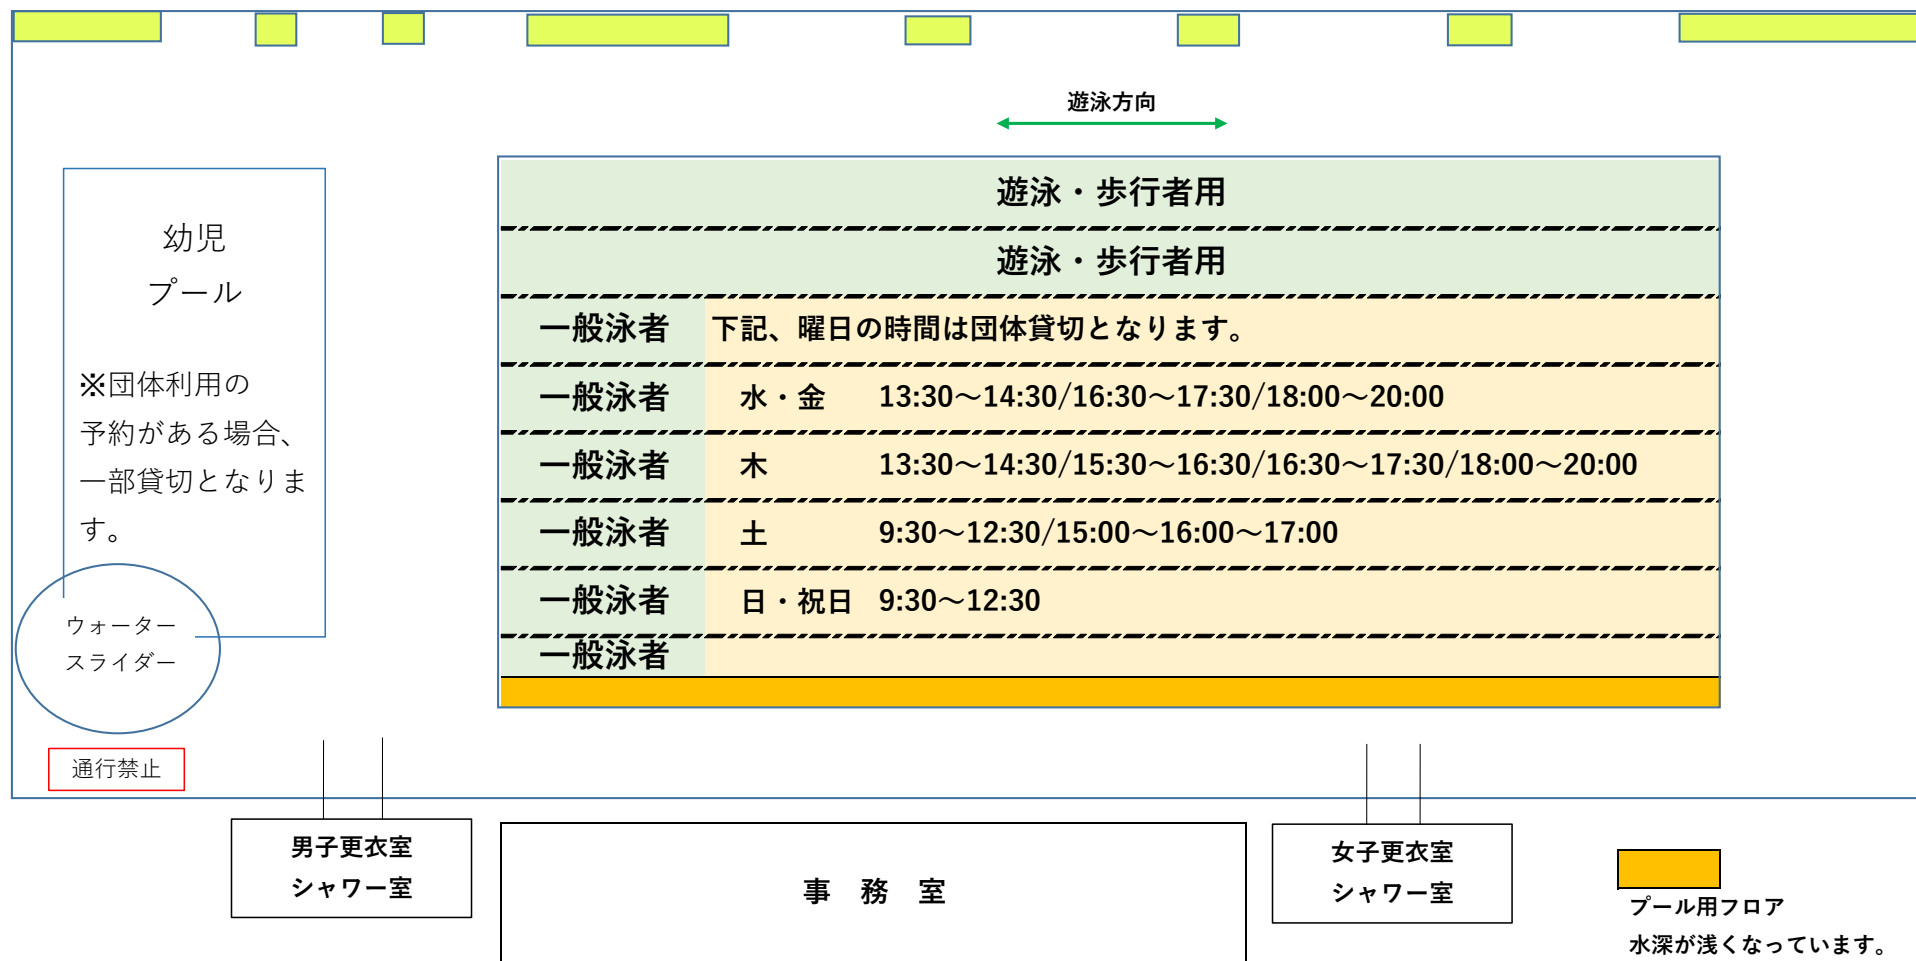 遊泳方向
遊泳・歩行者用
遊泳・歩行者用
一般泳者 下記、曜日の時間は団体貸切となります。
一般泳者 水・金 13:30～14:30/16:30～17:30/18:00～20:00
一般泳者 木 13:30～14:30/15:30～16:30/16:30～17:30/18:00～20:00
一般泳者 土 9:30～12:30/15:00～16:00～17:00
一般泳者 日・祝日 9:30～12:30
一般泳者
幼児
プール
※団体利用の
予約がある場合、
一部貸切となりま
す。
ウォーター
スライダー
通行禁止
男子更衣室
シャワー室
事 務 室
女子更衣室
シャワー室
プール用フロア
水深が浅くなっています。